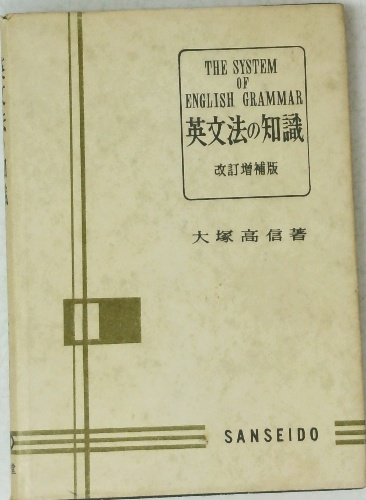 THE SYSTEM
OF
ENGLISH GRAMMAR
英文法の知識
改訂増補版
大塚高信著
SANSEIDO
堂